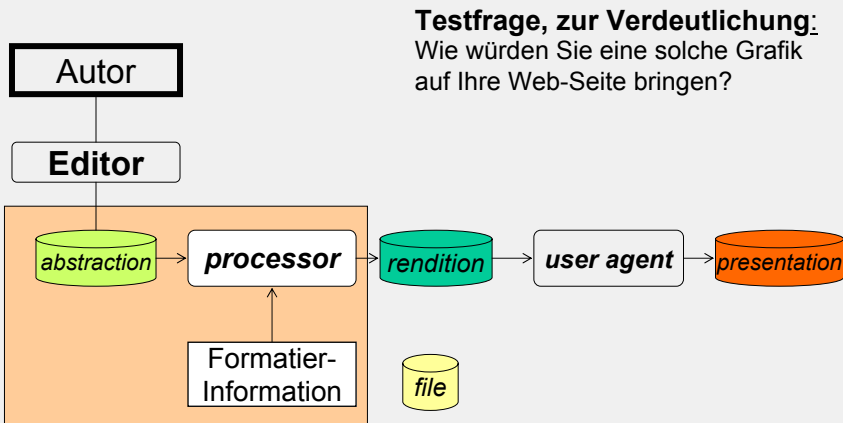 Testfrage, zur Verdeutlichung:
Wie würden Sie eine solche Grafik
auf Ihre Web-Seite bringen?
Autor
Editor
abstraction
processor
rendition
user agent
presentation
Formatier-
Information
file